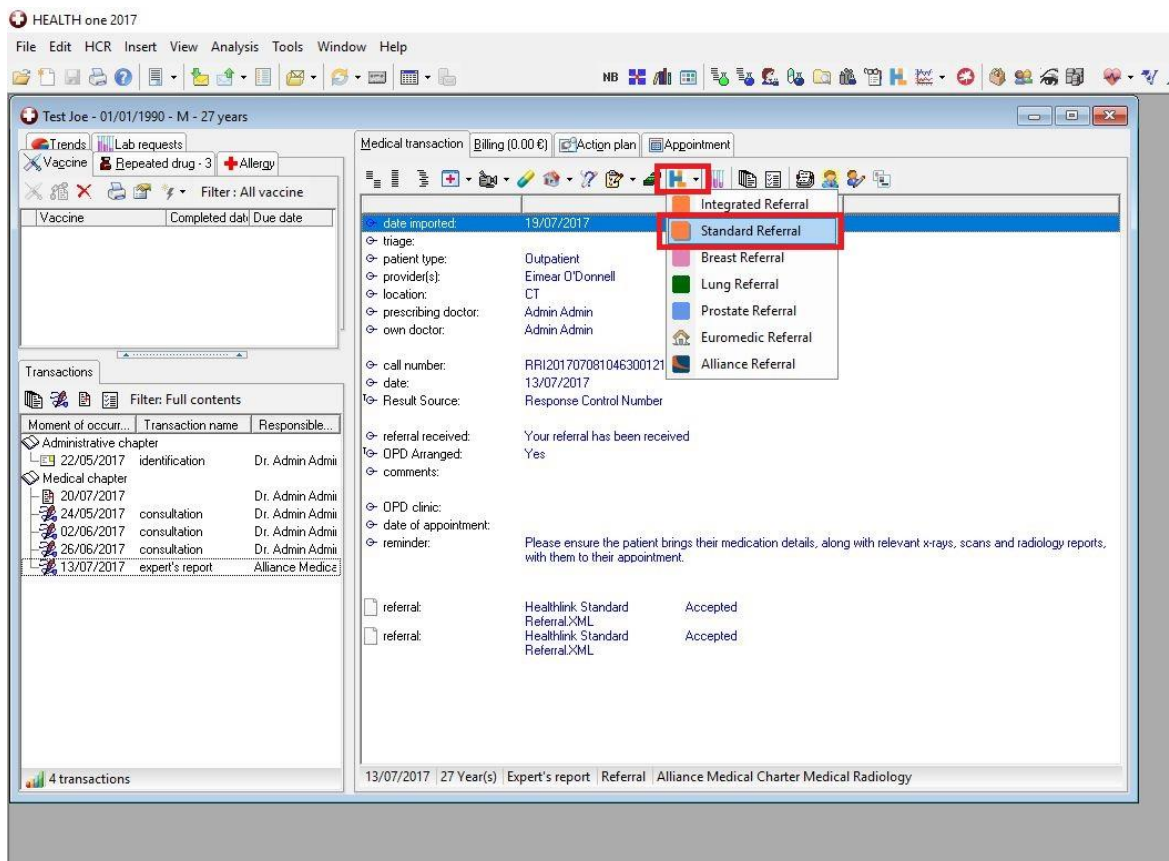 HEALTH one 2017
File Edit HCR Insert View Analysis Tools Window Help
NB
Test Joe - 01/01/1990 - M - 27 years
Trends Lab requests
Vaccine Repeated drug - 3 Allergy
Filter : All vaccine
Vaccine Completed dat Due date
Transactions
Filter: Full contents
Moment of occurr... Transaction name Responsible...
Administrative chapter
22/05/2017 identification Dr. Admin Admii
Medical chapter
20/07/2017 Dr. Admin Admii
24/05/2017 consultation Dr. Admin Admii
02/06/2017 consultation Dr. Admin Admii
26/06/2017 consultation Dr. Admin Admii
13/07/2017 expert's report Alliance Medica
4 transactions
Medical transaction Billing (0.00 €) Action plan Appointment
Integrated Referral
Standard Referral
Breast Referral
Lung Referral
Prostate Referral
Euromedic Referral
Alliance Referral
date imported: 19/07/2017
triage:
patient type: Outpatient
provider(s): Eimear O'Donnell
location: CT
prescribing doctor: Admin Admin
own doctor: Admin Admin
call number: RRI201707081046300121
date: 13/07/2017
Result Source: Response Control Number
referral received: Your referral has been received
OPD Arranged: Yes
comments:
OPD clinic:
date of appointment:
reminder: Please ensure the patient brings their medication details, along with relevant x-rays, scans and radiology reports,
with them to their appointment.
referral: Healthlink Standard Accepted
Referral.XML
referral: Healthlink Standard Accepted
Referral.XML
13/07/2017 27 Year(s) Expert's report Referral Alliance Medical Charter Medical Radiology